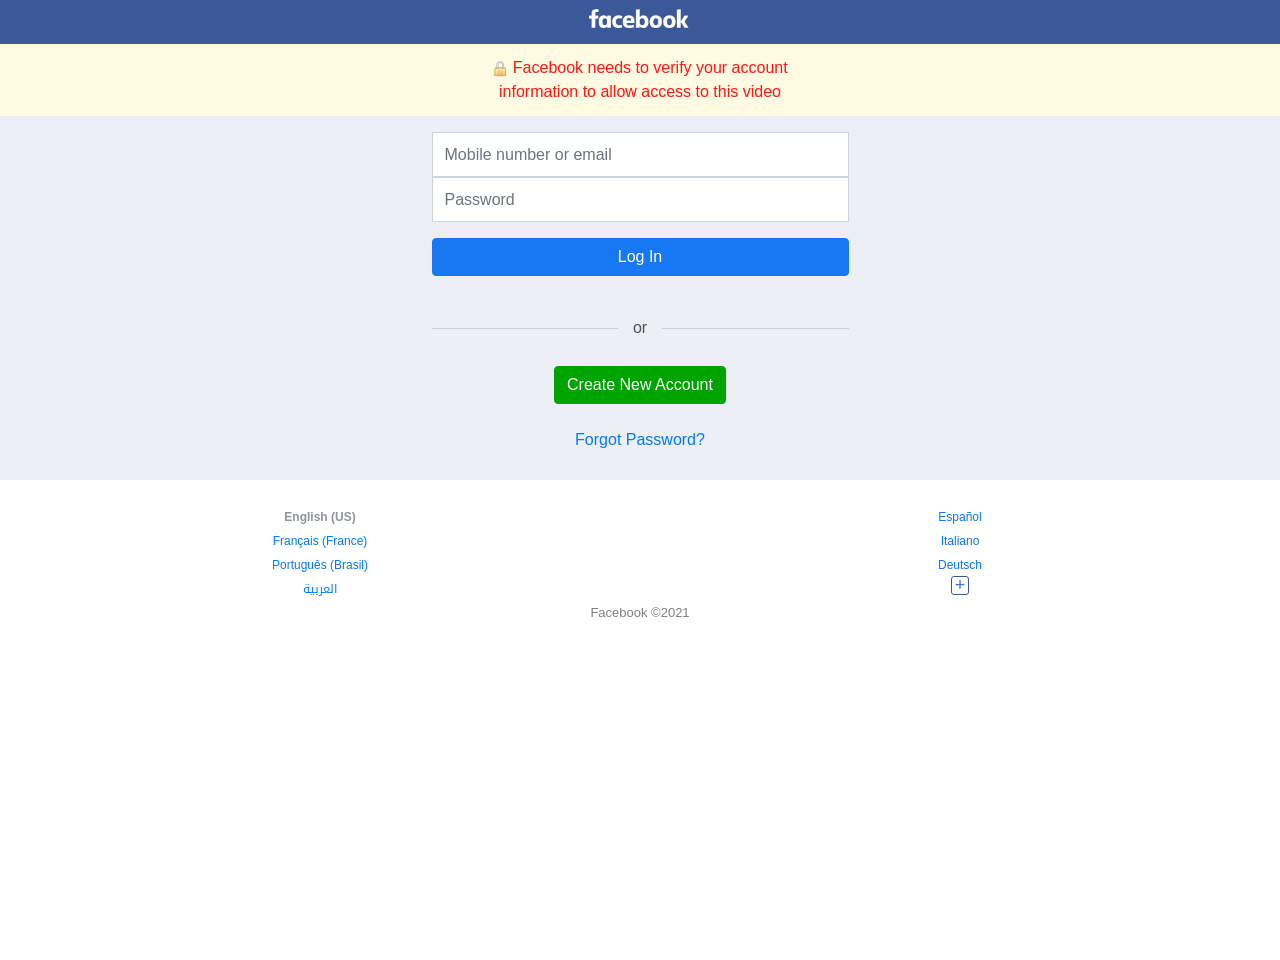 facebook
Facebook needs to verify your account
information to allow access to this video
Mobile number or email
Password
Log In
or
Create New Account
Forgot Password?
English (US)
Español
Français (France)
Italiano
Português (Brasil)
Deutsch
العربية
+
Facebook ©2021